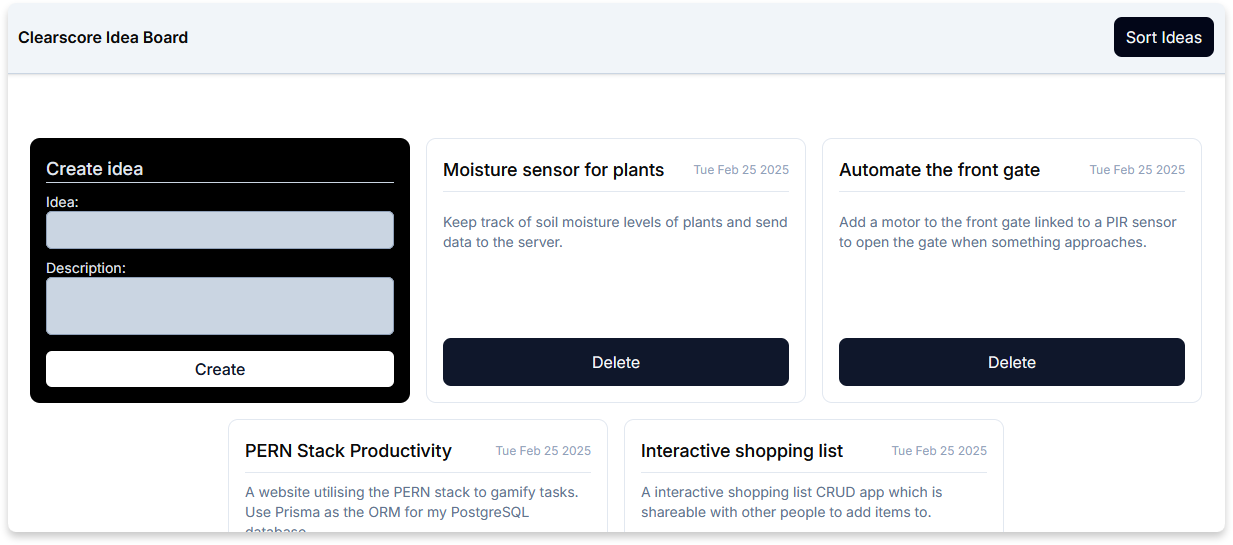 Clearscore Idea Board
Sort Ideas
Create idea
Idea:
Description:
Create
Moisture sensor for plants
Tue Feb 25 2025
Keep track of soil moisture levels of plants and send
data to the server.
Delete
Automate the front gate
Tue Feb 25 2025
Add a motor to the front gate linked to a PIR sensor
to open the gate when something approaches.
Delete
PERN Stack Productivity
Tue Feb 25 2025
A website utilising the PERN stack to gamify tasks.
Use Prisma as the ORM for my PostgreSQL
database.
Interactive shopping list
Tue Feb 25 2025
A interactive shopping list CRUD app which is
shareable with other people to add items to.